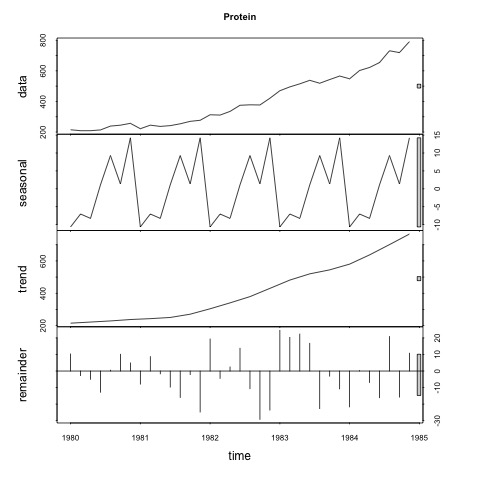 Protein
data
200 400 600 800
seasonal
-10 -5 0 5 10 15
trend
200 400 600
remainder
-30 -10 0 10 20
1980 1981 1982 1983 1984 1985
time